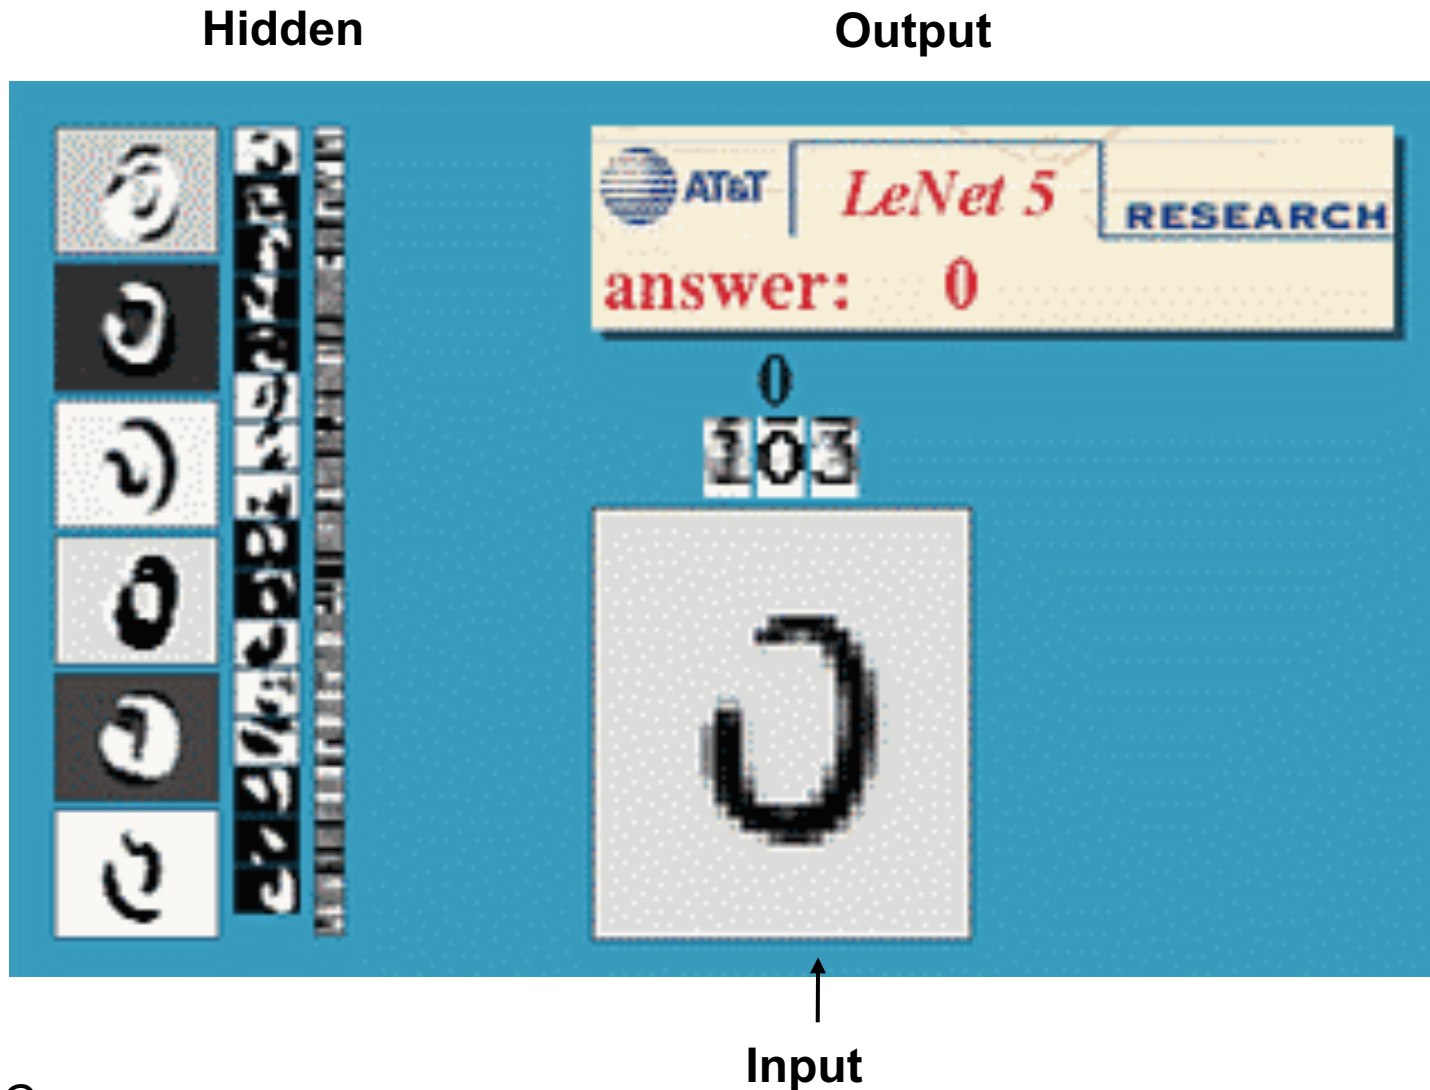 Hidden
Output
AT&T
LeNet 5
RESEARCH
answer: 0
0
103
Input